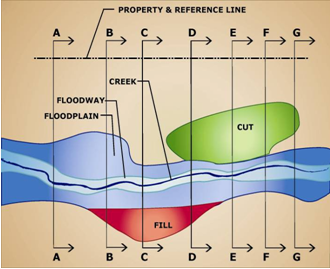 PROPERTY & REFERENCE LINE
A B C D E F G
CREEK
FLOODWAY
FLOODPLAIN
CUT
FILL
A B C D E F G